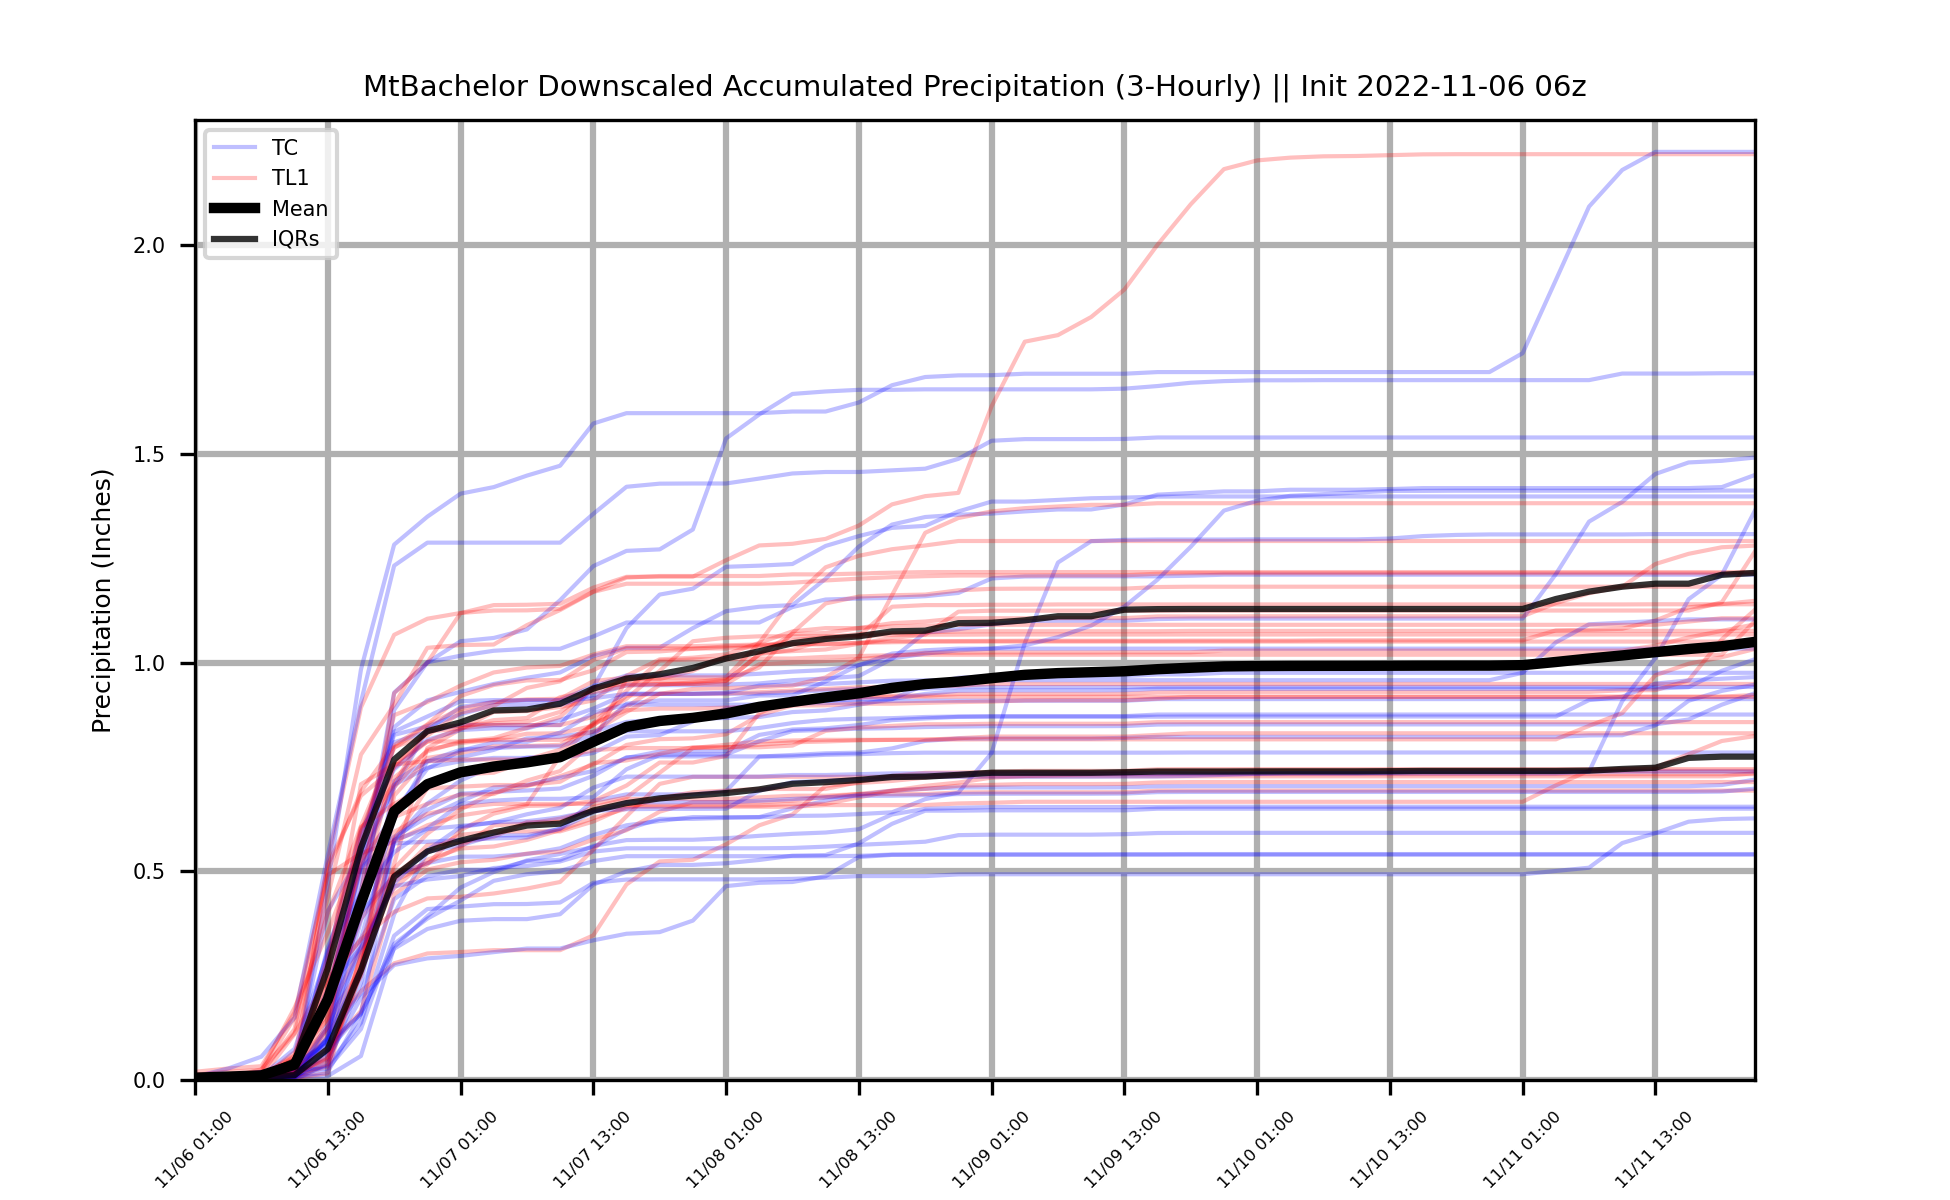 MtBachelor Downscaled Accumulated Precipitation (3-Hourly) || Init 2022-11-06 06z
TC
TL1
Mean
IQRs
Precipitation (Inches)
2.0
1.5
1.0
0.5
0.0
11/06 01:00
11/06 13:00
11/07 01:00
11/07 13:00
11/08 01:00
11/08 13:00
11/09 01:00
11/09 13:00
11/10 01:00
11/10 13:00
11/11 01:00
11/11 13:00